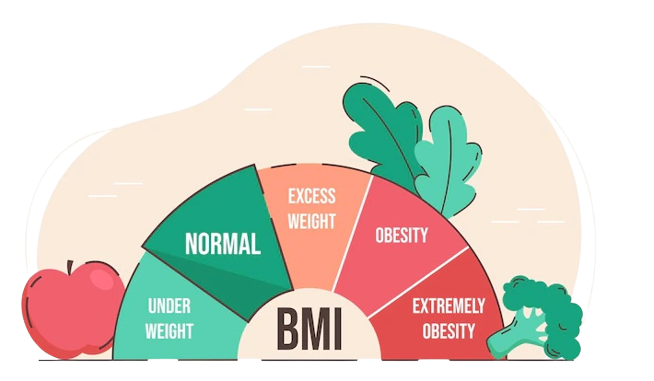 UNDER
WEIGHT
NORMAL
EXCESS
WEIGHT
OBESITY
EXTREMELY
OBESITY
BMI